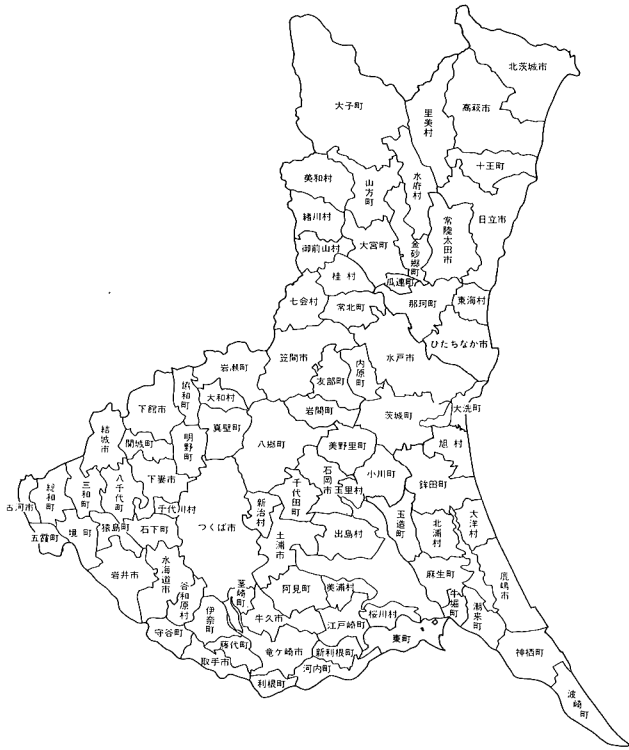 北茨城市
大子町
里美村
高萩市
十王町
美和村
山方町
水府村
緒川村
常陸太田市
日立市
御前山村
大宮町
金砂郷町
桂村
瓜連町
七会村
常北町
那珂町
東海村
ひたちなか市
岩瀬町
笠間市
友部町
内原町
水戸市
協和町
大和村
下館市
岩間町
茨城町
大洗町
結城市
関城町
明野町
真壁町
八郷町
美野里町
旭村
総和町
三和町
八千代町
下妻市
千代田町
石岡市
玉里村
小川町
鉾田町
古河市
千代川村
つくば市
新治村
五霞町
境町
猿島町
石下町
土浦市
出島村
玉造町
北浦村
大洋村
岩井市
水海道市
谷和原村
茎崎町
阿見町
美浦村
麻生町
鹿嶋市
伊奈町
牛久市
江戸崎町
桜川村
牛堀町
潮来町
守谷町
藤代町
竜ケ崎市
新利根町
東町
取手市
河内町
利根町
神栖町
波崎町